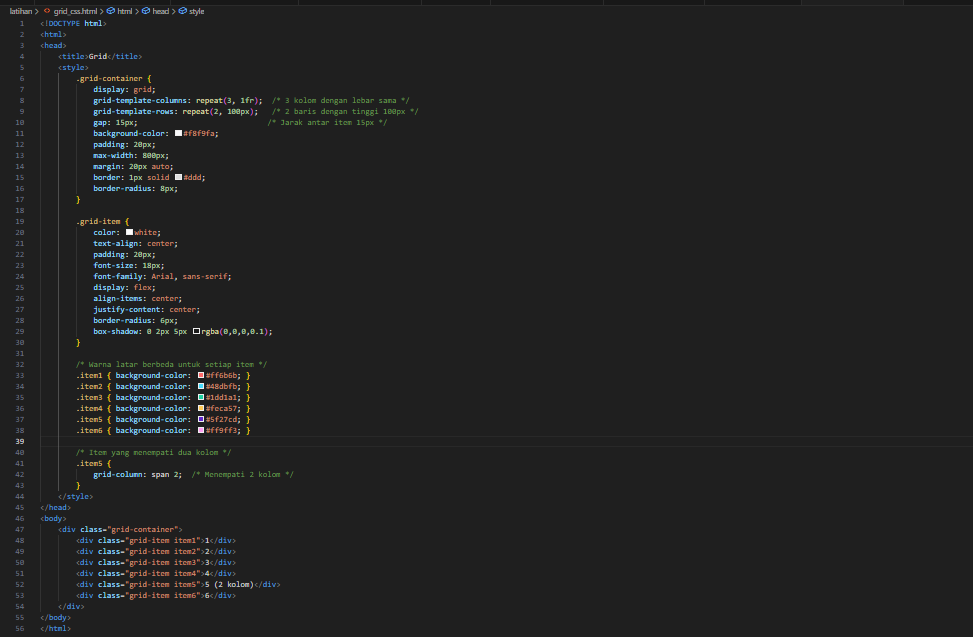 latihan > grid_css.html > html > head > style
1 <!DOCTYPE html>
2 <html>
3 <head>
4 <title>Grid</title>
5 <style>
6 .grid-container {
7 display: grid;
8 grid-template-columns: repeat(3, 1fr); /* 3 kolom dengan lebar sama */
9 grid-template-rows: repeat(2, 100px); /* 2 baris dengan tinggi 100px */
10 gap: 15px; /* Jarak antar item 15px */
11 background-color: #f8f9fa;
12 padding: 20px;
13 max-width: 800px;
14 margin: 20px auto;
15 border: 1px solid #ddd;
16 border-radius: 8px;
17 }
18
19 .grid-item {
20 color: white;
21 text-align: center;
22 padding: 20px;
23 font-size: 18px;
24 font-family: Arial, sans-serif;
25 display: flex;
26 align-items: center;
27 justify-content: center;
28 border-radius: 6px;
29 box-shadow: 0 2px 5px rgba(0,0,0,0.1);
30 }
31
32 /* Warna latar berbeda untuk setiap item */
33 .item1 { background-color: #ff6b6b; }
34 .item2 { background-color: #48dbfb; }
35 .item3 { background-color: #1dd1a1; }
36 .item4 { background-color: #feca57; }
37 .item5 { background-color: #5f27cd; }
38 .item6 { background-color: #ff9ff3; }
39
40 /* Item yang menempati dua kolom */
41 .item5 {
42 grid-column: span 2; /* Menempati 2 kolom */
43 }
44 </style>
45 </head>
46 <body>
47 <div class="grid-container">
48 <div class="grid-item item1">1</div>
49 <div class="grid-item item2">2</div>
50 <div class="grid-item item3">3</div>
51 <div class="grid-item item4">4</div>
52 <div class="grid-item item5">5 (2 kolom)</div>
53 <div class="grid-item item6">6</div>
54 </div>
55 </body>
56 </html>